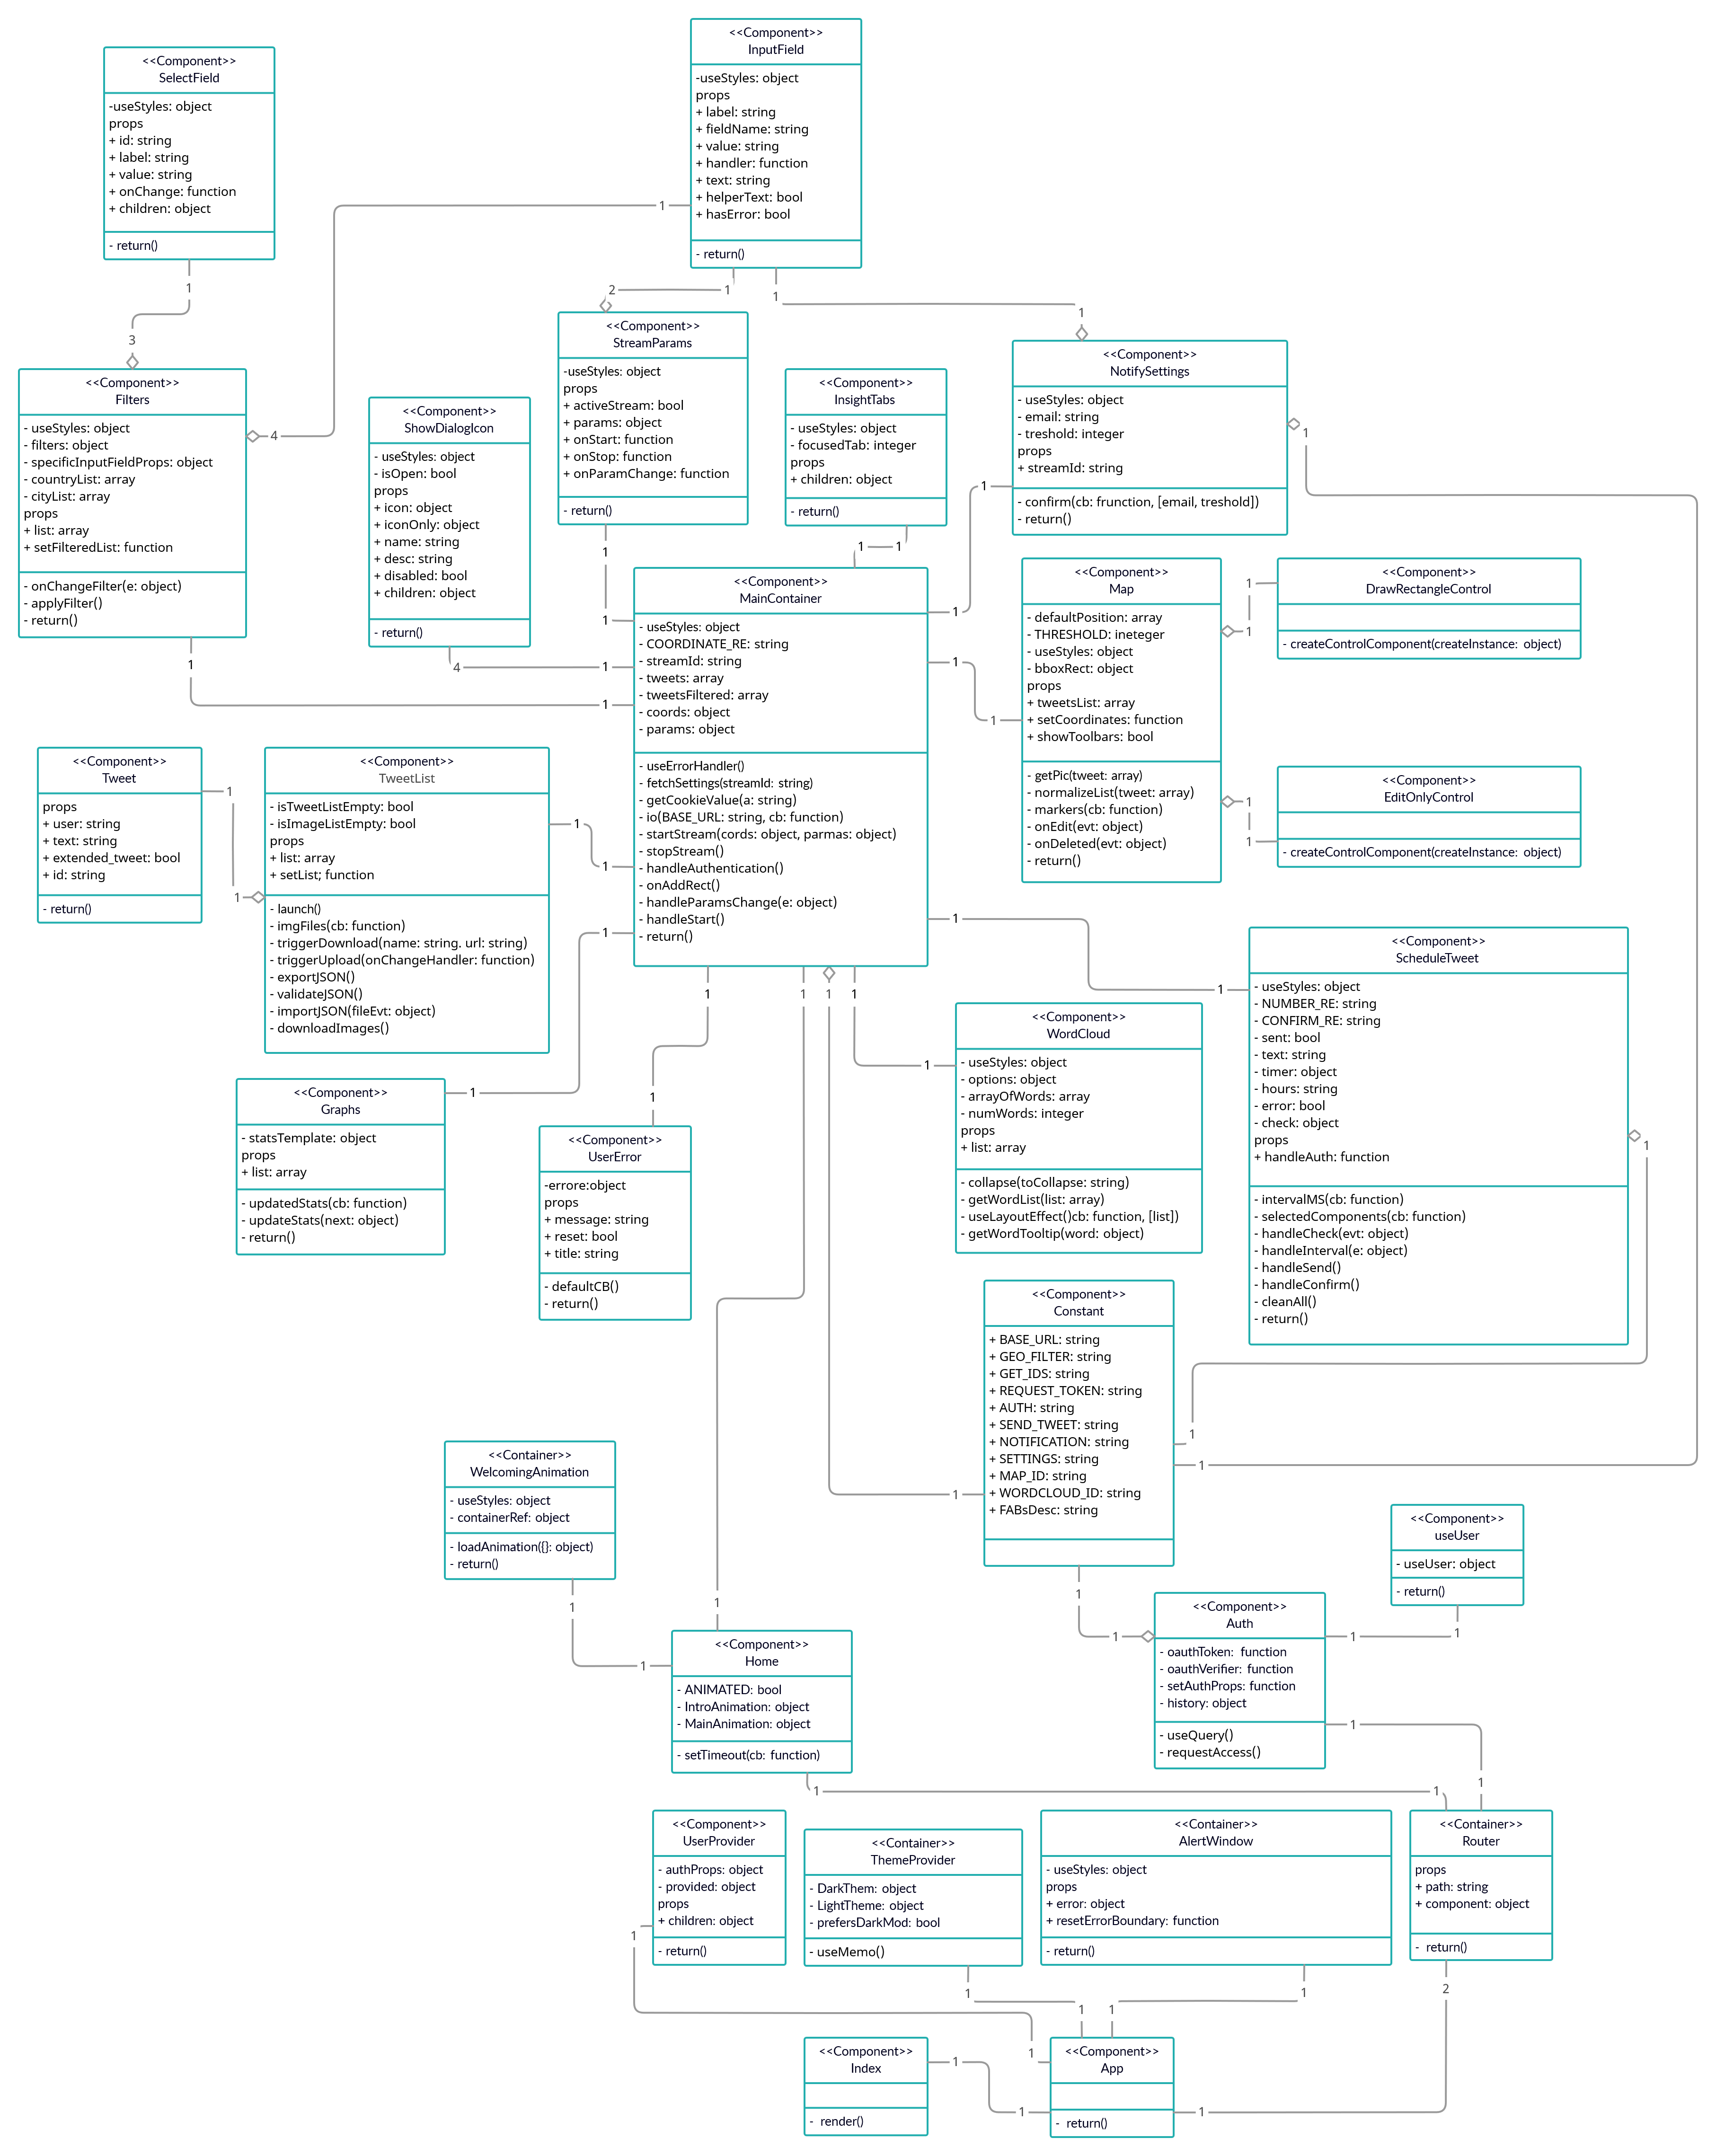 <<Component>>
SelectField
-useStyles: object
props
+ id: string
+ label: string
+ value: string
+ onChange: function
+ children: object
- return()
1
3
<<Component>>
InputField
-useStyles: object
props
+ label: string
+ fieldName: string
+ value: string
+ handler: function
+ text: string
+ helperText: bool
+ hasError: bool
- return()
1
4
2
1
1
1
<<Component>>
Filters
- useStyles: object
- filters: object
- specificInputFieldProps: object
- countryList: array
- cityList: array
props
+ list: array
+ setFilteredList: function
- onChangeFilter(e: object)
- applyFilter()
- return()
1
1
<<Component>>
ShowDialogIcon
- useStyles: object
- isOpen: bool
props
+ icon: object
+ iconOnly: object
+ name: string
+ desc: string
+ disabled: bool
+ children: object
- return()
4
1
<<Component>>
StreamParams
-useStyles: object
props
+ activeStream: bool
+ params: object
+ onStart: function
+ onStop: function
+ onParamChange: function
- return()
1
1
<<Component>>
InsightTabs
- useStyles: object
- focusedTab: integer
props
+ children: object
- return()
1
1
<<Component>>
NotifySettings
- useStyles: object
- email: string
- treshold: integer
props
+ streamId: string
- confirm(cb: frunction, [email, treshold])
- return()
1
1
1
<<Component>>
MainContainer
- useStyles: object
- COORDINATE_RE: string
- streamId: string
- tweets: array
- tweetsFiltered: array
- coords: object
- params: object
- useErrorHandler()
- fetchSettings(streamId: string)
- getCookieValue(a: string)
- io(BASE_URL: string, cb: function)
- startStream(cords: object, parmas: object)
- stopStream()
- handleAuthentication()
- onAddRect()
- handleParamsChange(e: object)
- handleStart()
- return()
<<Component>>
Map
- defaultPosition: array
- THRESHOLD: ineteger
- useStyles: object
- bboxRect: object
props
+ tweetsList: array
+ setCoordinates: function
+ showToolbars: bool
- getPic(tweet: array)
- normalizeList(tweet: array)
- markers(cb: function)
- onEdit(evt: object)
- onDeleted(evt: object)
- return()
1
1
1
1
<<Component>>
DrawRectangleControl
- createControlComponent(createInstance: object)
1
1
<<Component>>
EditOnlyControl
- createControlComponent(createInstance: object)
<<Component>>
Tweet
props
+ user: string
+ text: string
+ extended_tweet: bool
+ id: string
- return()
1
1
<<Component>>
TweetList
- isTweetListEmpty: bool
- isImageListEmpty: bool
props
+ list: array
+ setList; function
- launch()
- imgFiles(cb: function)
- triggerDownload(name: string. url: string)
- triggerUpload(onChangeHandler: function)
- exportJSON()
- validateJSON()
- importJSON(fileEvt: object)
- downloadImages()
1
1
1
1
<<Component>>
Graphs
- statsTemplate: object
props
+ list: array
- updatedStats(cb: function)
- updateStats(next: object)
- return()
1
1
1
1
1
1
<<Component>>
UserError
-errore:object
props
+ message: string
+ reset: bool
+ title: string
- defaultCB()
- return()
1
<<Component>>
WordCloud
- useStyles: object
- options: object
- arrayOfWords: array
- numWords: integer
props
+ list: array
- collapse(toCollapse: string)
- getWordList(list: array)
- useLayoutEffect()cb: function, [list])
- getWordTooltip(word: object)
1
1
<<Component>>
ScheduleTweet
- useStyles: object
- NUMBER_RE: string
- CONFIRM_RE: string
- sent: bool
- text: string
- timer: object
- hours: string
- error: bool
- check: object
props
+ handleAuth: function
- intervalMS(cb: function)
- selectedComponents(cb: function)
- handleCheck(evt: object)
- handleInterval(e: object)
- handleSend()
- handleConfirm()
- cleanAll()
- return()
1
<<Component>>
Constant
+ BASE_URL: string
+ GEO_FILTER: string
+ GET_IDS: string
+ REQUEST_TOKEN: string
+ AUTH: string
+ SEND_TWEET: string
+ NOTIFICATION: string
+ SETTINGS: string
+ MAP_ID: string
+ WORDCLOUD_ID: string
+ FABsDesc: string
1
1
1
1
1
<<Container>>
WelcomingAnimation
- useStyles: object
- containerRef: object
- loadAnimation({}: object)
- return()
1
1
1
<<Component>>
useUser
- useUser: object
- return()
1
1
<<Component>>
Auth
- oauthToken: function
- oauthVerifier: function
- setAuthProps: function
- history: object
- useQuery()
- requestAccess()
1
1
<<Component>>
Home
- ANIMATED: bool
- IntroAnimation: object
- MainAnimation: object
- setTimeout(cb: function)
1
1
<<Component>>
UserProvider
- authProps: object
- provided: object
props
+ children: object
- return()
1
1
<<Container>>
ThemeProvider
- DarkThem: object
- LightTheme: object
- prefersDarkMod: bool
- useMemo()
1
1
<<Container>>
AlertWindow
- useStyles: object
props
+ error: object
+ resetErrorBoundary: function
- return()
1
1
<<Container>>
Router
props
+ path: string
+ component: object
- return()
2
1
<<Component>>
Index
- render()
1
1
<<Component>>
App
- return()